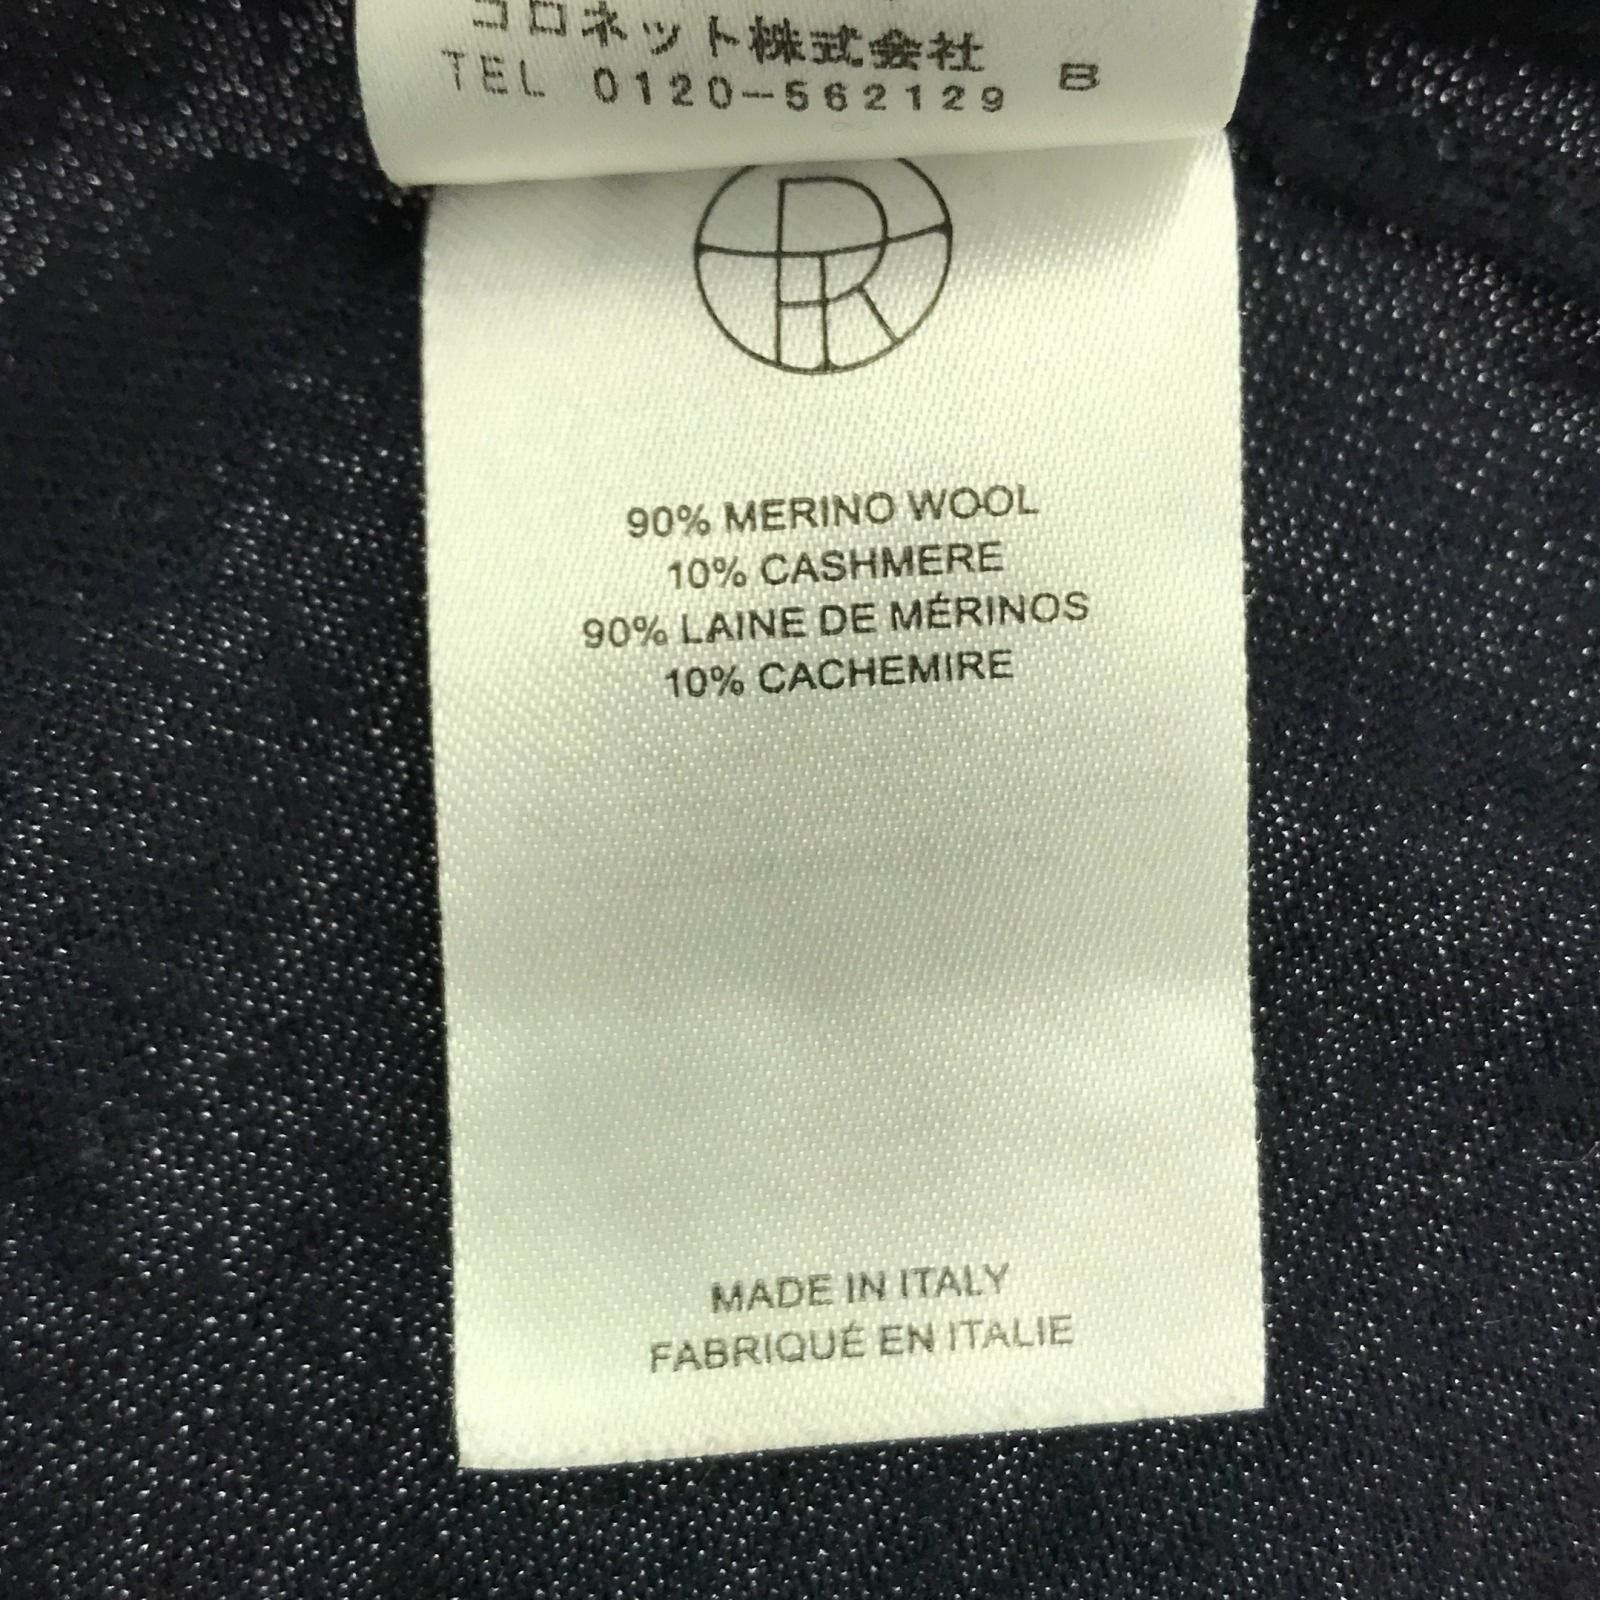 コロネット株式会社
TEL 0120-562129 B
90% MERINO WOOL
10% CASHMERE
90% LAINE DE MÉRINOS
10% CACHEMIRE
MADE IN ITALY
FABRIQUÉ EN ITALIE